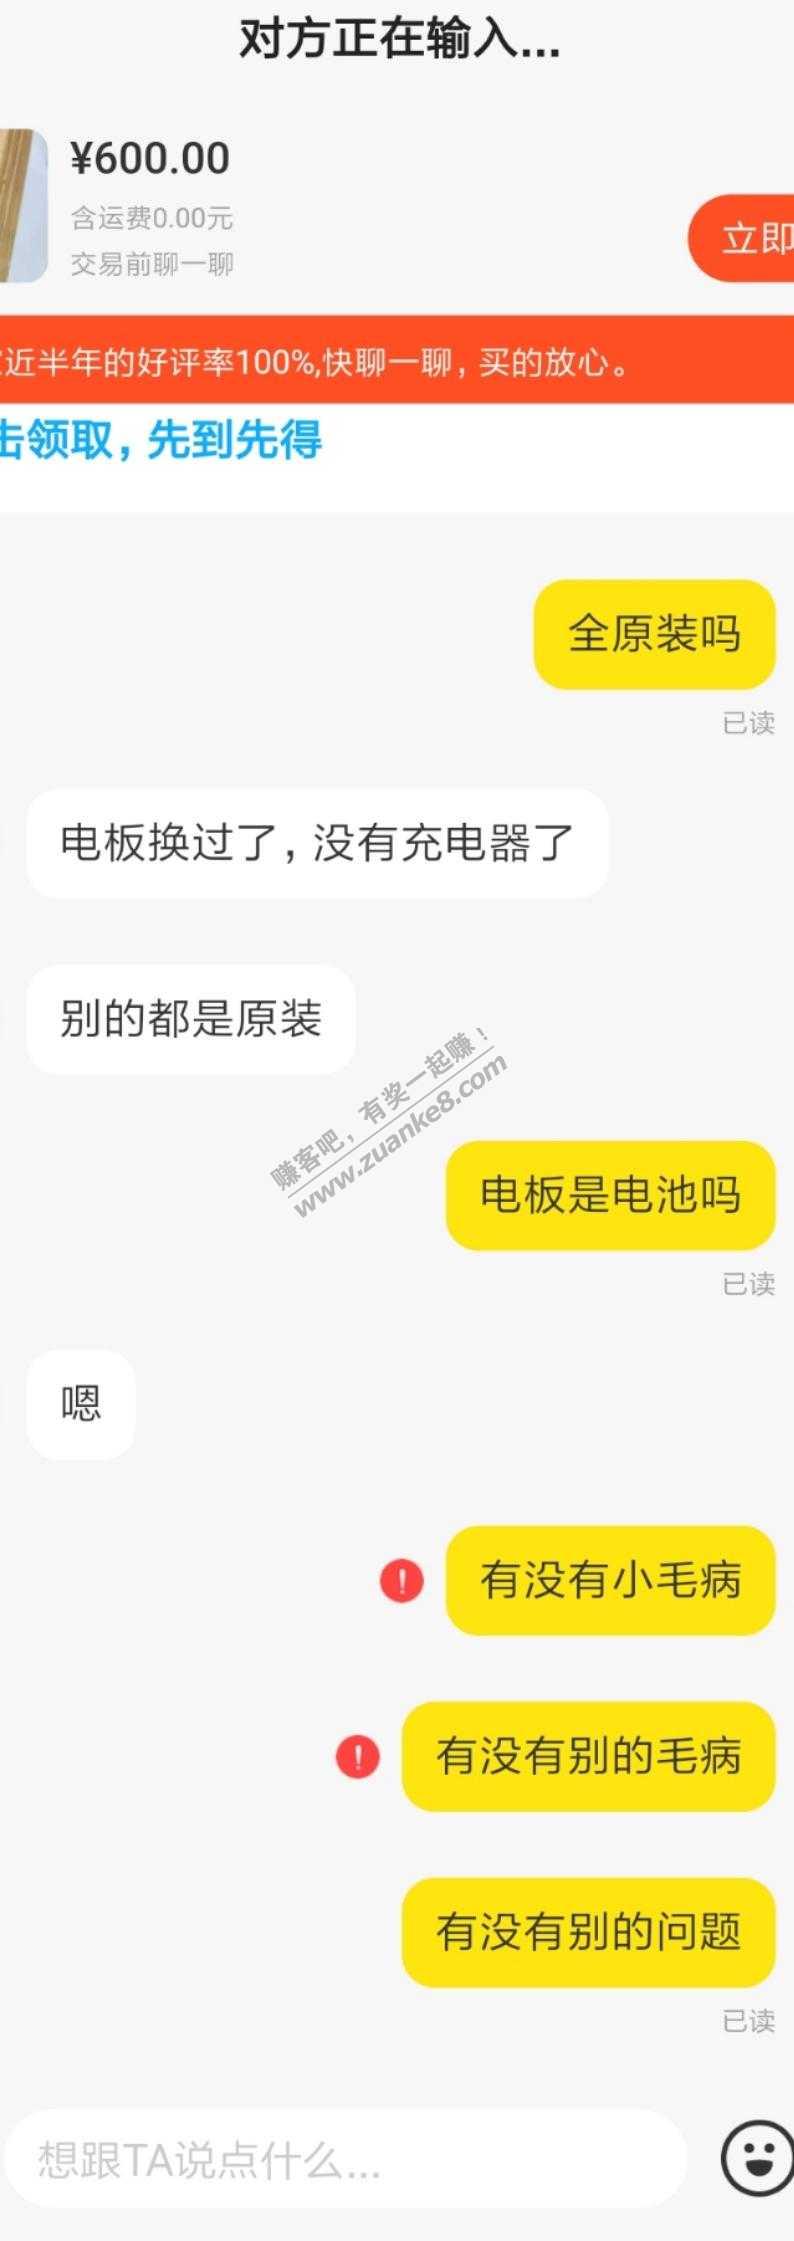 对方正在输入...
¥600.00
含运费0.00元
交易前聊一聊
立即
近半年的好评率100%,快聊一聊，买的放心。
击领取，先到先得
全原装吗
已读
电板换过了，没有充电器了
别的都是原装
赚客吧，有奖一起赚！
www.zuanke8.com
电板是电池吗
已读
嗯
有没有小毛病
有没有别的毛病
有没有别的问题
已读
想跟TA说点什么...